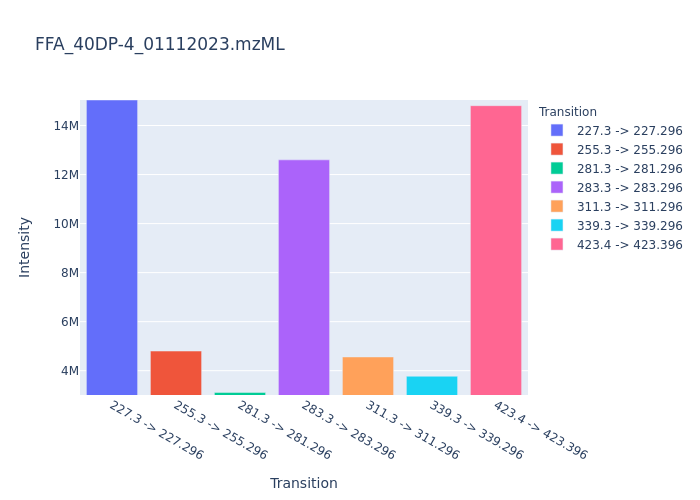 FFA_40DP-4_01112023.mzML
Transition
227.3 -> 227.296
255.3 -> 255.296
281.3 -> 281.296
283.3 -> 283.296
311.3 -> 311.296
339.3 -> 339.296
423.4 -> 423.396
14M
12M
10M
8M
6M
4M
Intensity
227.3 -> 227.296
255.3 -> 255.296
281.3 -> 281.296
283.3 -> 283.296
311.3 -> 311.296
339.3 -> 339.296
423.4 -> 423.396
Transition